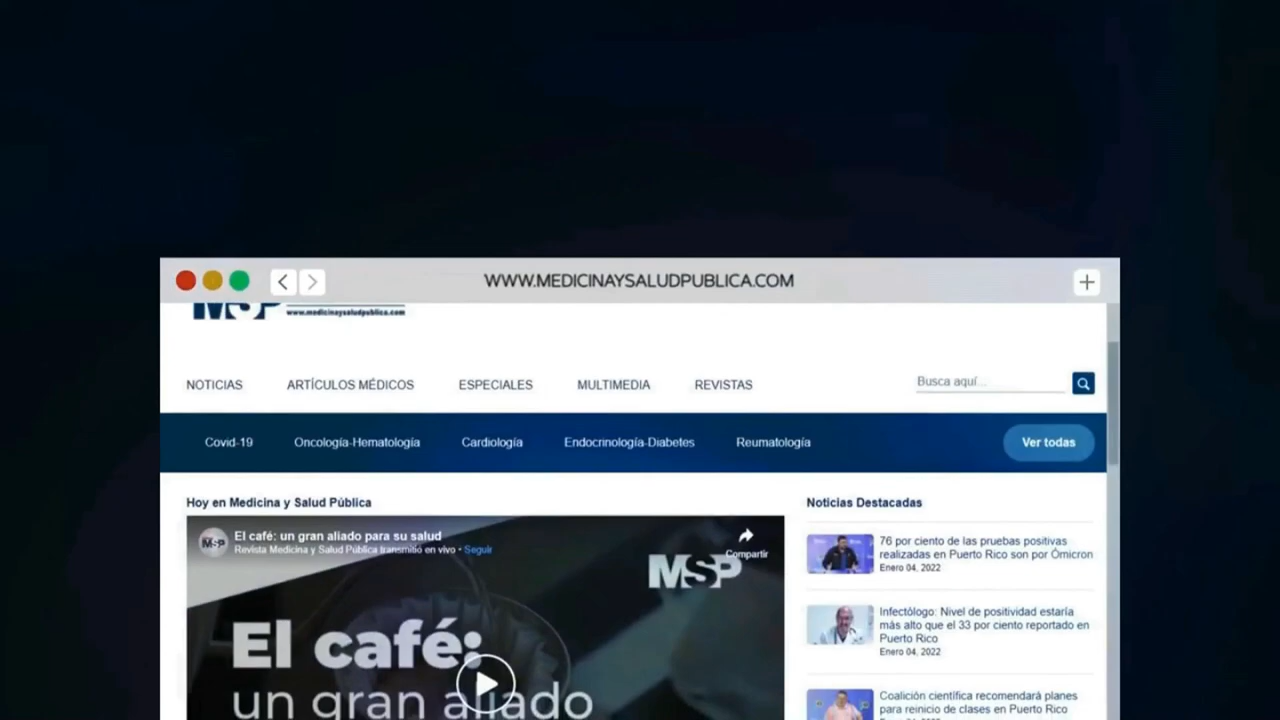 WWW.MEDICINAYSALUDPUBLICA.COM
MSP
www.medicinaysaludpublica.com
NOTICIAS ARTÍCULOS MÉDICOS ESPECIALES MULTIMEDIA REVISTAS Busca aquí...
Covid-19 Oncología-Hematología Cardiología Endocrinología-Diabetes Reumatología Ver todas
Hoy en Medicina y Salud Pública
MSP
El café: un gran aliado para su salud
Revista Medicina y Salud Pública transmitió en vivo • Seguir
Compartir
MSP
El café:
un gran aliado
Noticias Destacadas
76 por ciento de las pruebas positivas
realizadas en Puerto Rico son por Ómicron
Enero 04, 2022
Infectólogo: Nivel de positividad estaría
más alto que el 33 por ciento reportado en
Puerto Rico
Enero 04, 2022
Coalición científica recomendará planes
para reinicio de clases en Puerto Rico